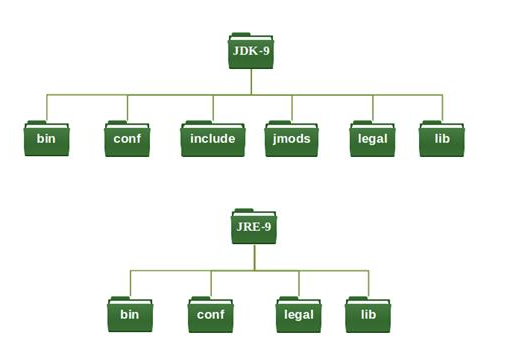 JDK-9
bin conf include jmods legal lib
JRE-9
bin conf legal lib